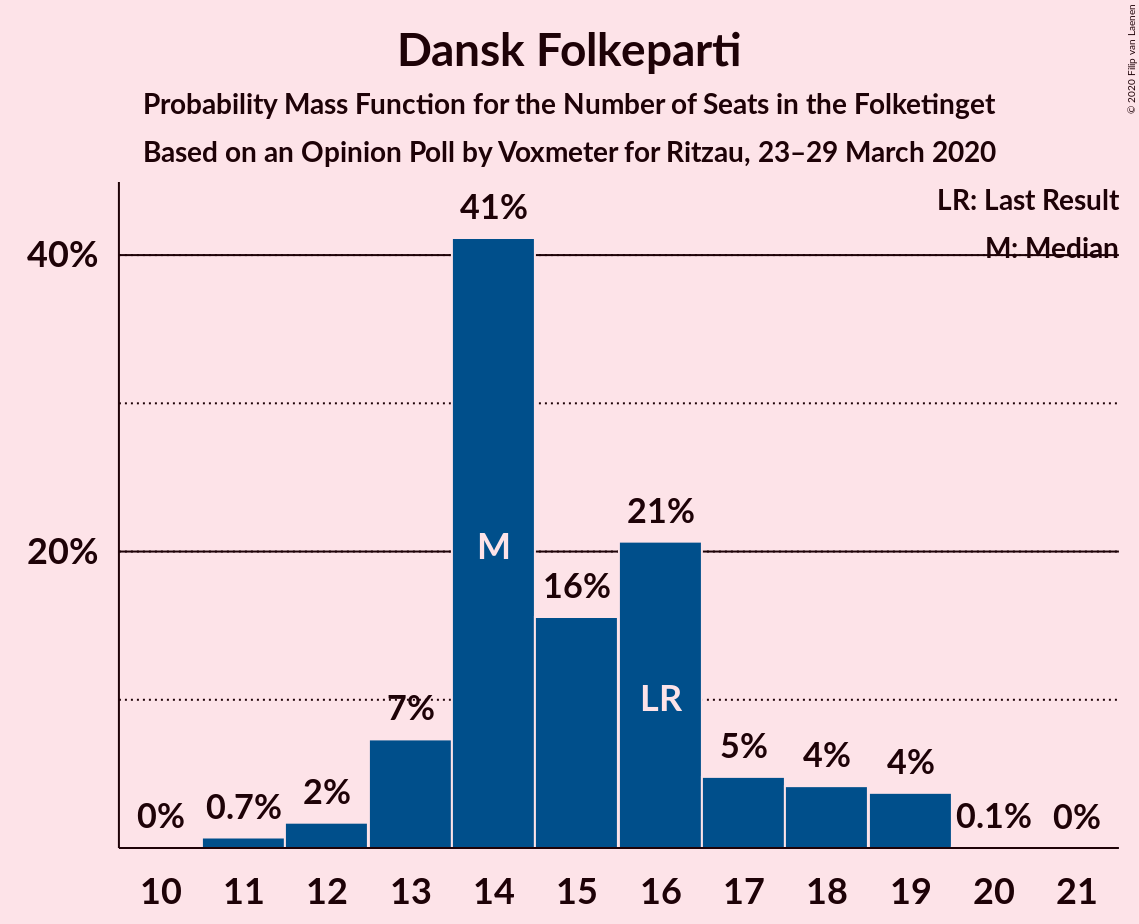 Dansk Folkeparti
Probability Mass Function for the Number of Seats in the Folketinget
Based on an Opinion Poll by Voxmeter for Ritzau, 23–29 March 2020
© 2020 Filip van Laenen
LR: Last Result
M: Median
40%
20%
0%
0.7%
2%
7%
41%
M
16%
21%
LR
5%
4%
4%
0.1%
0%
10 11 12 13 14 15 16 17 18 19 20 21